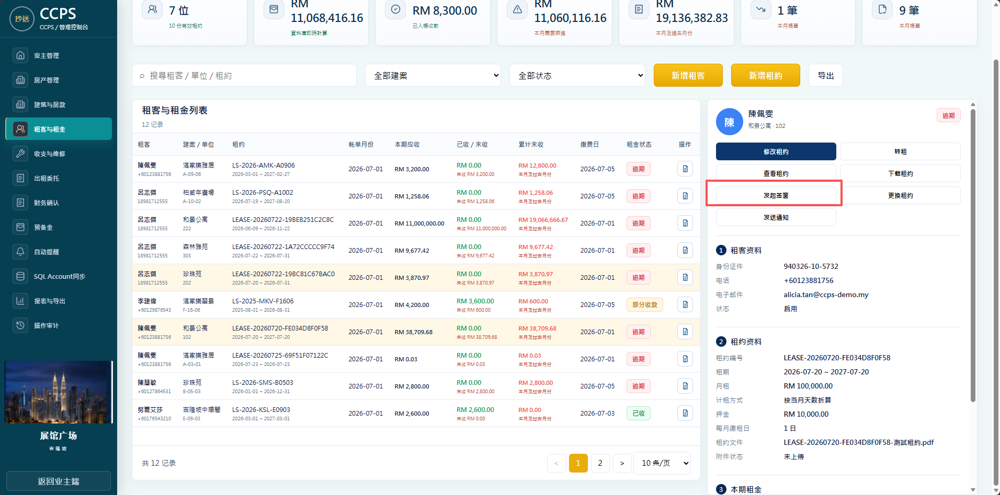 抄送
CCPS
CCPS / 管理控制台
业主管理
房产管理
建筑与房款
租客与租金
收支与维修
出租委托
财务确认
预备金
自动提醒
SQL Account同步
报表与导出
操作审计
展馆广场
吉隆坡
返回业主端
7 位
10 份有效租約
RM 11,068,416.16
資料庫即時計算
RM 8,300.00
已入帳收款
RM 11,060,116.16
本月需要跟進
RM 19,136,382.83
本月及過去月份
1 筆
本月帳單
9 筆
本月帳單
搜尋租客 / 單位 / 租約
全部建案
全部状态
新增租客
新增租約
导出
租客与租金列表
12 记录
租客 建案 / 单位 租约 帐单月份 本期应收 已收 / 未收 累计未收 缴费日 租金状态 操作
陳佩雯 滿家樂雅居 LS-2026-AMK-A0906 2026-07-01 RM 3,200.00 RM 0.00 RM 12,800.00 2026-07-05 逾期
+60123881756 A-09-06 2026-03-01 ~ 2027-02-27 未收 RM 3,200.00 本月及过去月份
呂志傑 柏威年廣場 LS-2026-PSQ-A1002 2026-07-01 RM 1,258.06 RM 0.00 RM 1,258.06 2026-07-05 逾期
18981712555 A-10-02 2026-07-19 ~ 2027-08-20 未收 RM 1,258.06 本月及过去月份
呂志傑 和景公寓 LEASE-20260722-19BEB251C2C8C 2026-07-01 RM 11,000,000.00 RM 0.00 RM 19,066,666.67 2026-07-01 逾期
18981712555 222 2026-06-09 ~ 2026-11-22 未收 RM 11,000,000.00 本月及过去月份
呂志傑 森林雅苑 LEASE-20260722-1A72CCCCC9F74 2026-07-01 RM 9,677.42 RM 0.00 RM 9,677.42 2026-07-01 逾期
18981712555 303 2026-07-22 ~ 2026-07-31 未收 RM 9,677.42 本月及过去月份
呂志傑 珍珠苑 LEASE-20260722-19BC81C67BAC0 2026-07-01 RM 3,870.97 RM 0.00 RM 3,870.97 2026-07-01 逾期
18981712555 202 2026-07-20 ~ 2026-07-31 未收 RM 3,870.97 本月及过去月份
李建偉 滿家樂翠景 LS-2025-MKV-F1606 2026-07-01 RM 4,200.00 RM 3,600.00 RM 600.00 2026-07-05 部分收款
+60129876543 F-16-06 2025-08-31 ~ 2026-08-31 未收 RM 600.00 本月及过去月份
陳佩雯 和景公寓 LEASE-20260720-FE034D8F0F58 2026-07-01 RM 38,709.68 RM 0.00 RM 38,709.68 2026-07-01 逾期
+60123881756 102 2026-07-20 ~ 2027-07-20 未收 RM 38,709.68 本月及过去月份
陳佩雯 滿家樂雅居 LEASE-20260725-69F51F07122C 2026-07-01 RM 0.03 RM 0.00 RM 0.03 2026-07-01 逾期
+60123881756 A-03-01 2026-07-23 ~ 2026-07-23 未收 RM 0.03 本月及过去月份
陳慧敏 珍珠苑 LS-2026-SMS-B0503 2026-07-01 RM 2,800.00 RM 0.00 RM 2,800.00 2026-07-05 逾期
+60127864531 B-05-03 2026-01-01 ~ 2026-12-31 未收 RM 2,800.00 本月及过去月份
努爾艾莎 吉隆坡中環閣 LS-2026-KSL-E0903 2026-07-01 RM 2,600.00 RM 2,600.00 RM 0.00 2026-07-03 已收
+60176543210 E-09-03 2026-03-01 ~ 2027-03-01 未收 RM 0.00 本月及过去月份
共 12 记录
< 1 2 > 10 条/页
陳
陳佩雯
和景公寓 · 102
逾期
修改租约
转租
查看租约
下载租约
发起签署
更换租约
发送通知
1 租客资料
身份证件 940326-10-5732
电话 +60123881756
电子邮件 alicia.tan@ccps-demo.my
状态 启用
2 租约资料
租约编号 LEASE-20260720-FE034D8F0F58
租期 2026-07-20 ~ 2027-07-20
月租 RM 100,000.00
计租方式 按当月天数折算
押金 RM 10,000.00
每月缴租日 1 日
租约文件 LEASE-20260720-FE034D8F0F58-測試租約.pdf
附件状态 未上傳
3 本期租金